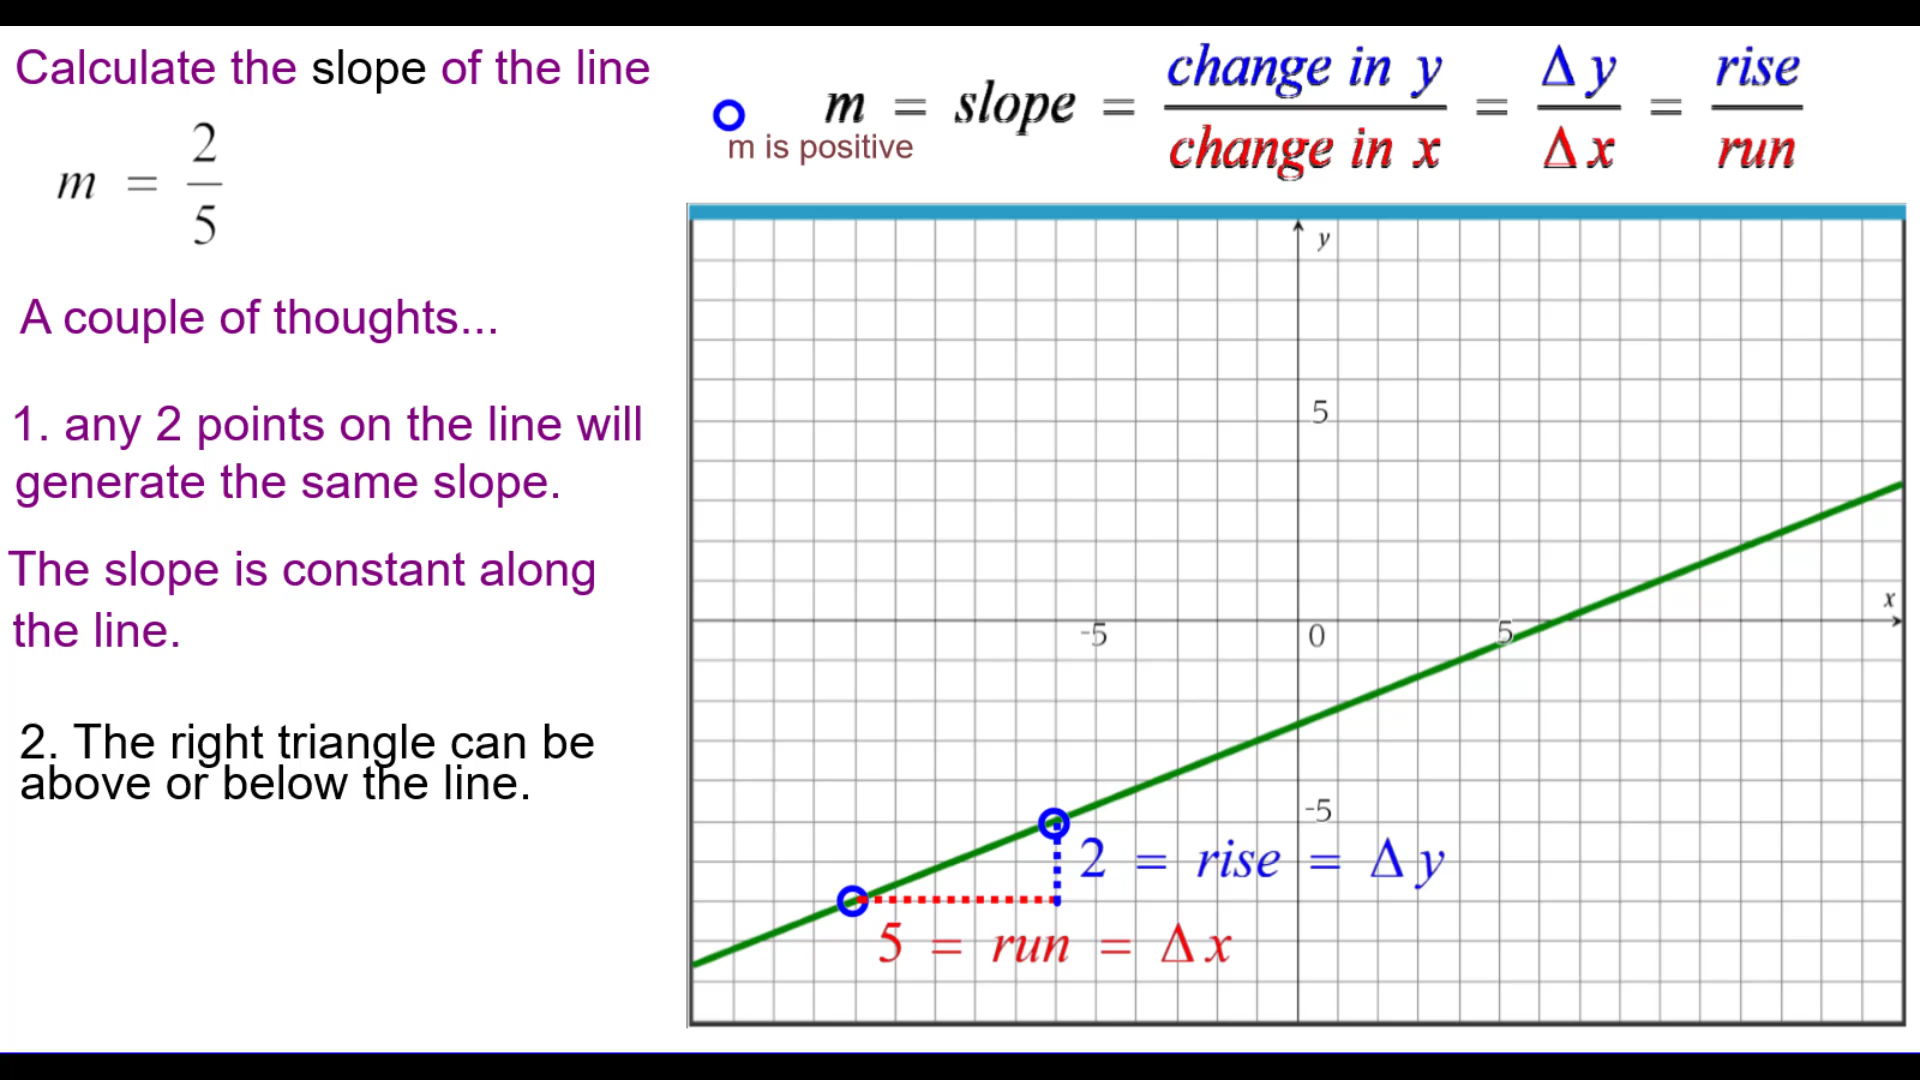 Calculate the slope of the line
m = 2/5
m = slope = change in y / change in x = Δy / Δx = rise / run
m is positive
A couple of thoughts...
1. any 2 points on the line will
generate the same slope.
The slope is constant along
the line.
2. The right triangle can be
above or below the line.
y
5
x
-5
0
5
-5
2 = rise = Δy
5 = run = Δx